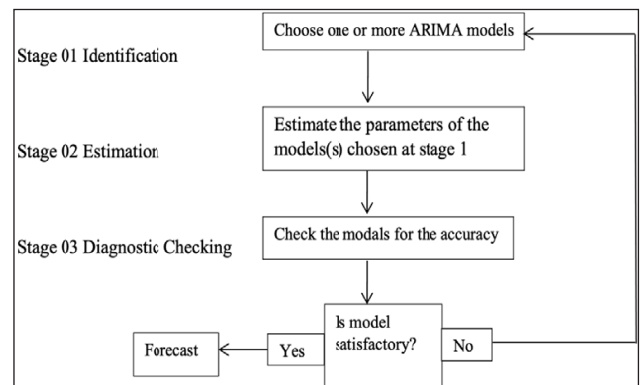 Choose one or more ARIMA models
Stage 01 Identification
Estimate the parameters of the
models(s) chosen at stage 1
Stage 02 Estimation
Check the modals for the accuracy
Stage 03 Diagnostic Checking
Is model
satisfactory?
Forecast
Yes
No